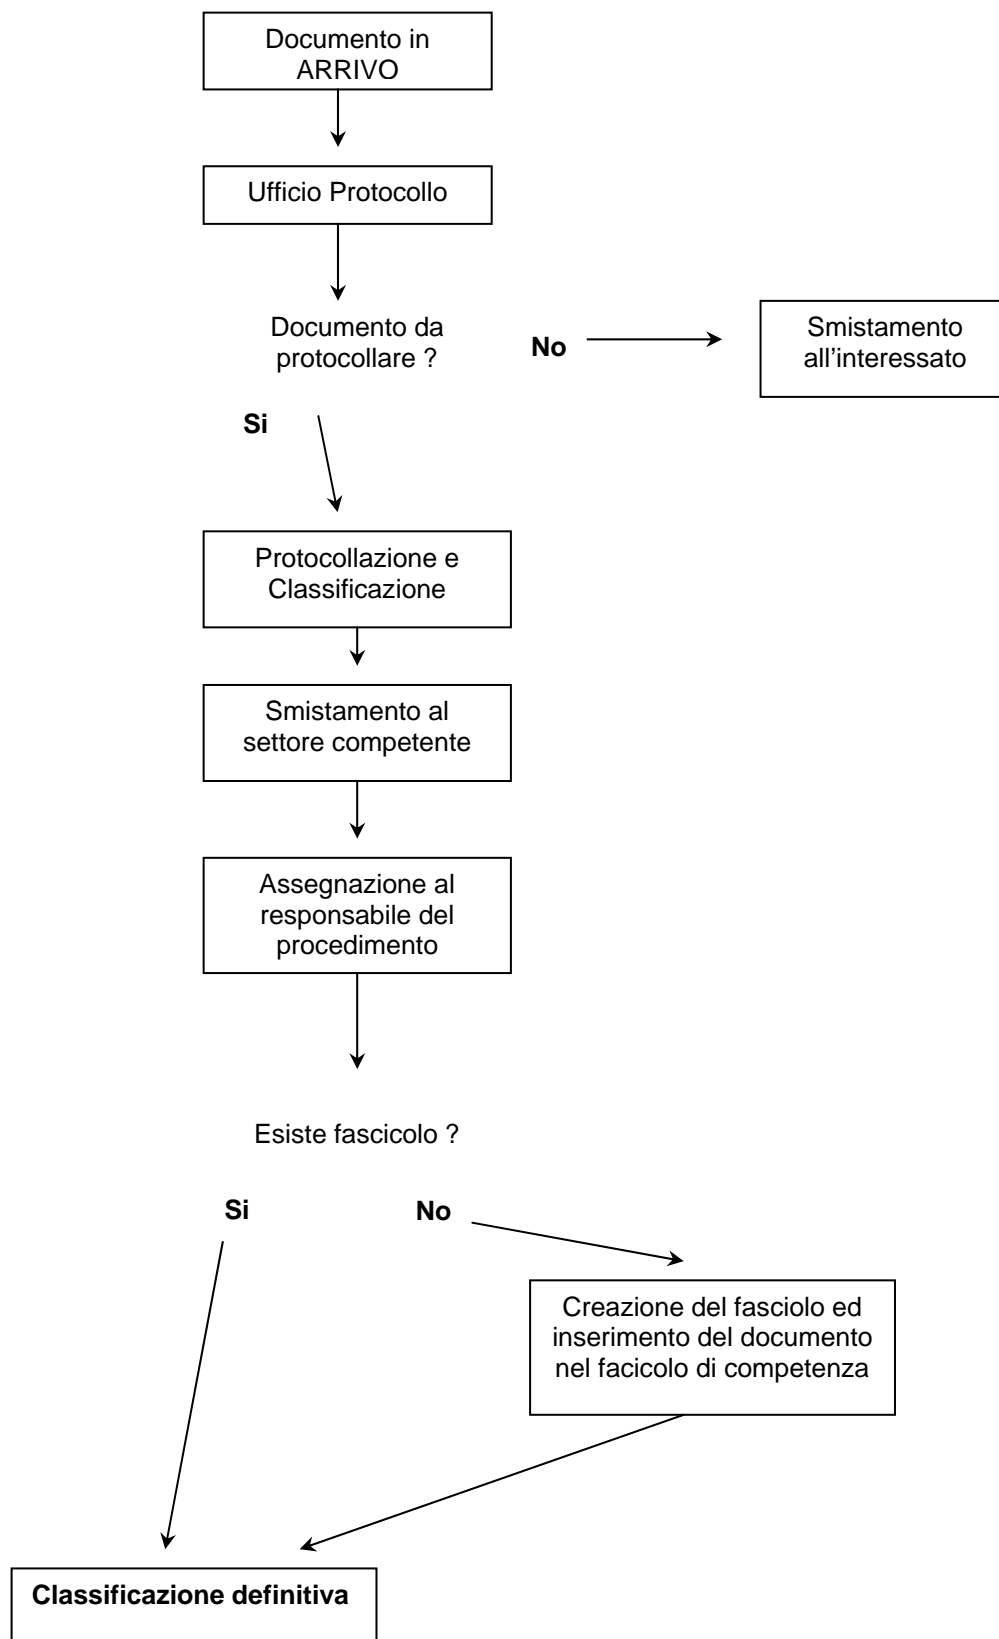 Documento in
ARRIVO
Ufficio Protocollo
Documento da
protocollare ?
No
Smistamento
all’interessato
Si
Protocollazione e
Classificazione
Smistamento al
settore competente
Assegnazione al
responsabile del
procedimento
Esiste fascicolo ?
Si
No
Creazione del fasciolo ed
inserimento del documento
nel facicolo di competenza
Classificazione definitiva